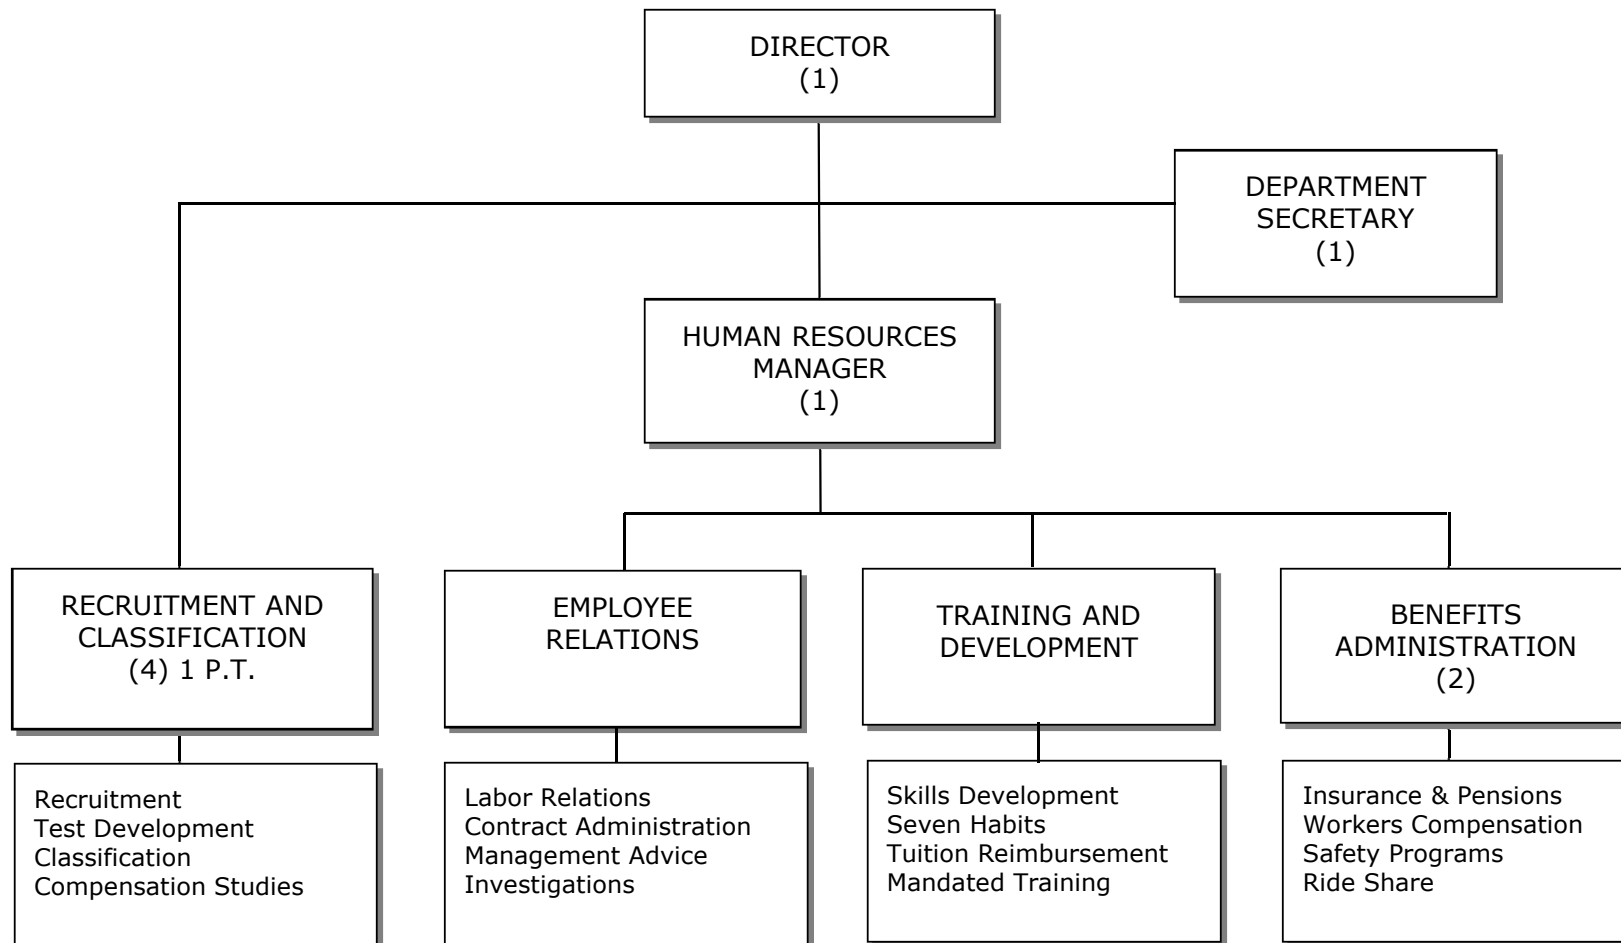 DIRECTOR
(1)
DEPARTMENT
SECRETARY
(1)
HUMAN RESOURCES
MANAGER
(1)
RECRUITMENT AND
CLASSIFICATION
(4) 1 P.T.
EMPLOYEE
RELATIONS
TRAINING AND
DEVELOPMENT
BENEFITS
ADMINISTRATION
(2)
Recruitment
Test Development
Classification
Compensation Studies
Labor Relations
Contract Administration
Management Advice
Investigations
Skills Development
Seven Habits
Tuition Reimbursement
Mandated Training
Insurance & Pensions
Workers Compensation
Safety Programs
Ride Share